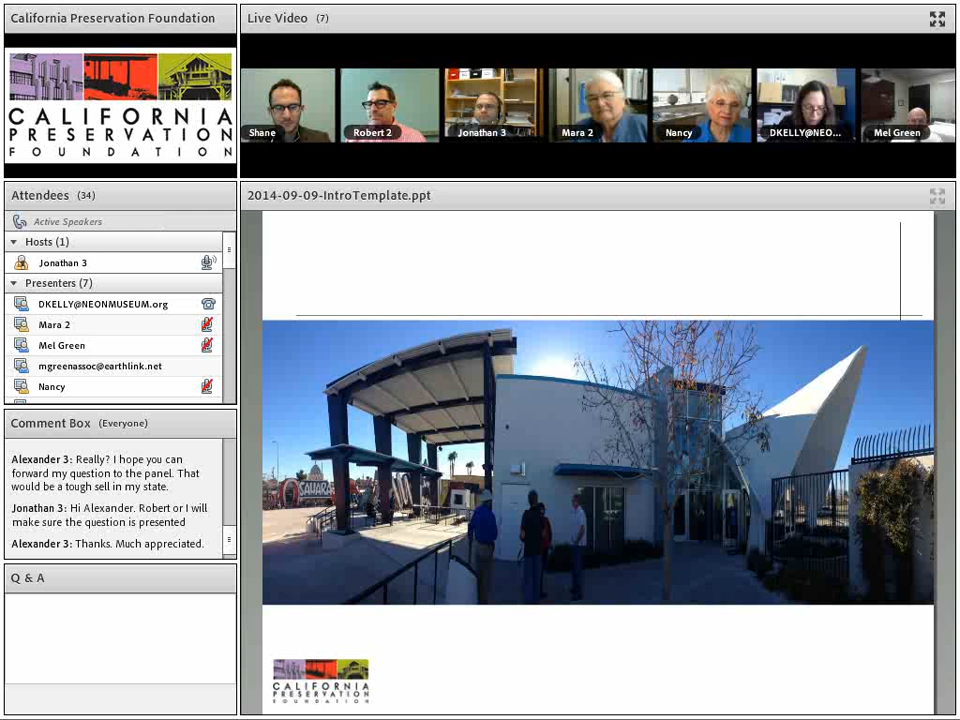 California Preservation Foundation
CALIFORNIA
PRESERVATION
FOUNDATION
Live Video (7)
Shane
Robert 2
Jonathan 3
Mara 2
Nancy
DKELLY@NEO...
Mel Green
Attendees (34)
Active Speakers
Hosts (1)
Jonathan 3
Presenters (7)
DKELLY@NEONMUSEUM.org
Mara 2
Mel Green
mgreenassoc@earthlink.net
Nancy
Comment Box (Everyone)
Alexander 3: Really? I hope you can
forward my question to the panel. That
would be a tough sell in my state.
Jonathan 3: Hi Alexander. Robert or I will
make sure the question is presented
Alexander 3: Thanks. Much appreciated.
Q & A
2014-09-09-IntroTemplate.ppt
SAHARA
CALIFORNIA
PRESERVATION
FOUNDATION